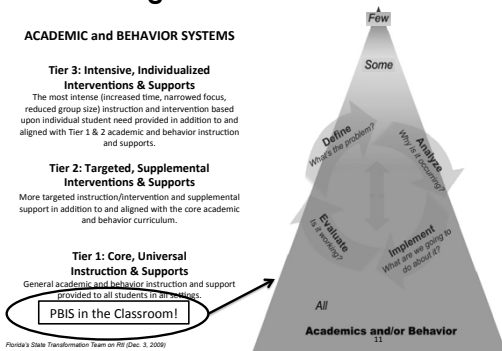 ACADEMIC and BEHAVIOR SYSTEMS
Tier 3: Intensive, Individualized
Interventions & Supports
The most intense (increased time, narrowed focus,
reduced group size) instruction and intervention based
upon individual student need provided in addition to and
aligned with Tier 1 & 2 academic and behavior instruction
and supports.
Tier 2: Targeted, Supplemental
Interventions & Supports
More targeted instruction/intervention and supplemental
support in addition to and aligned with the core academic
and behavior curriculum.
Tier 1: Core, Universal
Instruction & Supports
General academic and behavior instruction and support
provided to all students in all settings.
PBIS in the Classroom!
Florida's State Transformation Team on RtI (Dec. 3, 2009)
Few
Some
Define
What's the problem?
Analyze
Why is it occurring?
Implement
What are we going to
do about it?
Evaluate
Is it working?
All
Academics and/or Behavior
11